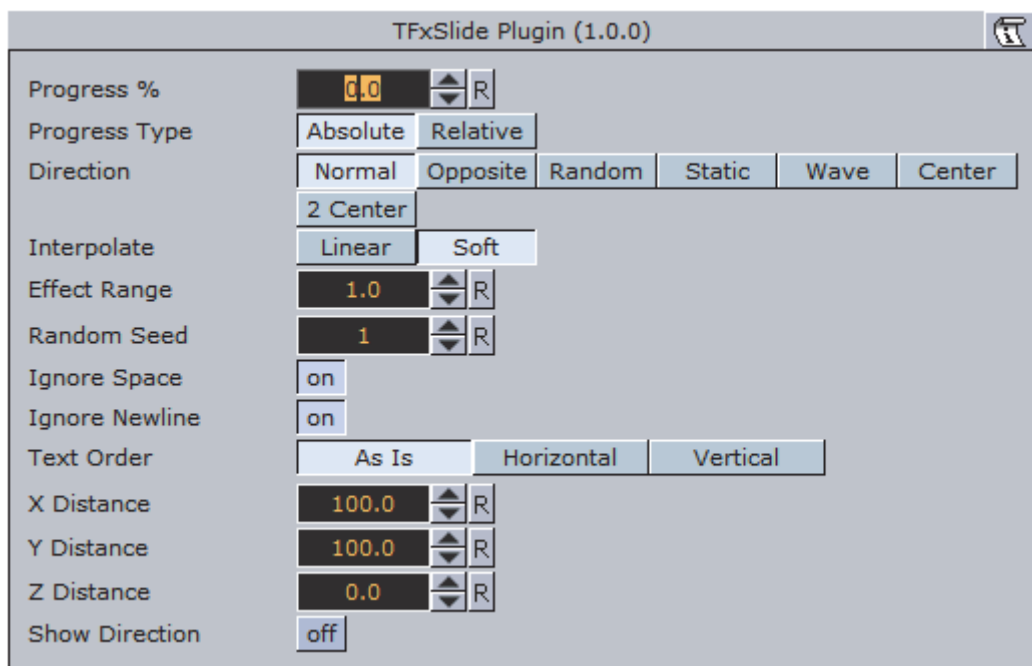 TFxSlide Plugin (1.0.0)
Progress % 0.0 R
Progress Type Absolute Relative
Direction Normal Opposite Random Static Wave Center
2 Center
Interpolate Linear Soft
Effect Range 1.0 R
Random Seed 1 R
Ignore Space on
Ignore Newline on
Text Order As Is Horizontal Vertical
X Distance 100.0 R
Y Distance 100.0 R
Z Distance 0.0 R
Show Direction off